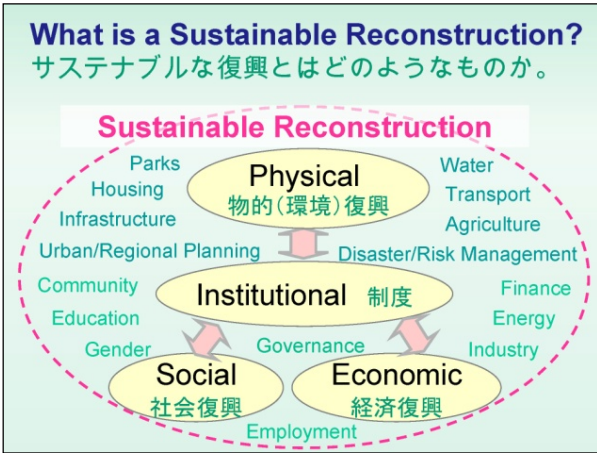 What is a Sustainable Reconstruction?
サステナブルな復興とはどのようなものか。
Sustainable Reconstruction
Parks
Housing
Infrastructure
Urban/Regional Planning
Physical
物的(環境)復興
Water
Transport
Agriculture
Disaster/Risk Management
Community
Education
Gender
Institutional 制度
Governance
Finance
Energy
Industry
Social
社会復興
Economic
経済復興
Employment